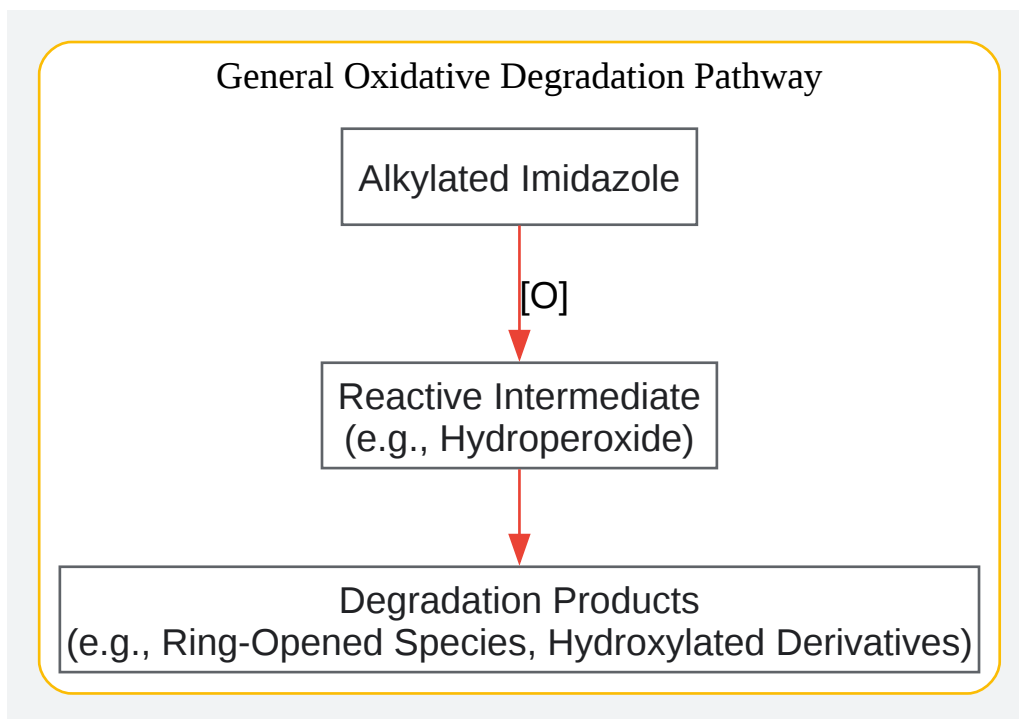 General Oxidative Degradation Pathway
Alkylated Imidazole
[O]
Reactive Intermediate
(e.g., Hydroperoxide)
Degradation Products
(e.g., Ring-Opened Species, Hydroxylated Derivatives)